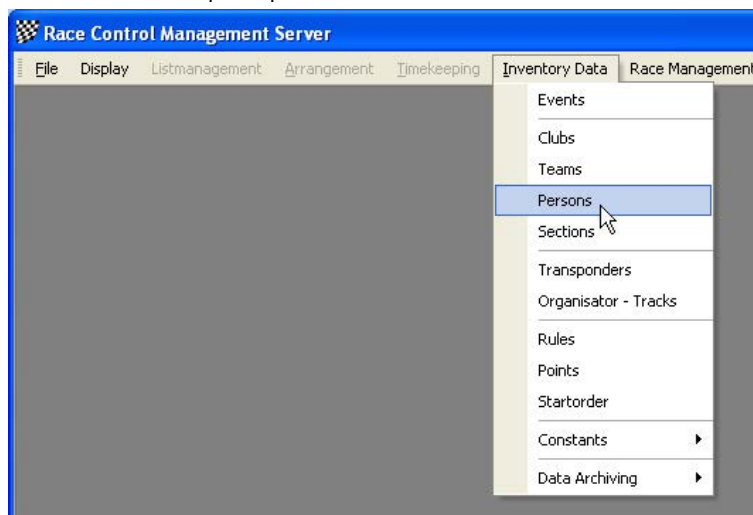 Race Control Management Server
File Display Listmanagement Arrangement Timekeeping Inventory Data Race Management
Events
Clubs
Teams
Persons
Sections
Transponders
Organisator - Tracks
Rules
Points
Startorder
Constants
Data Archiving